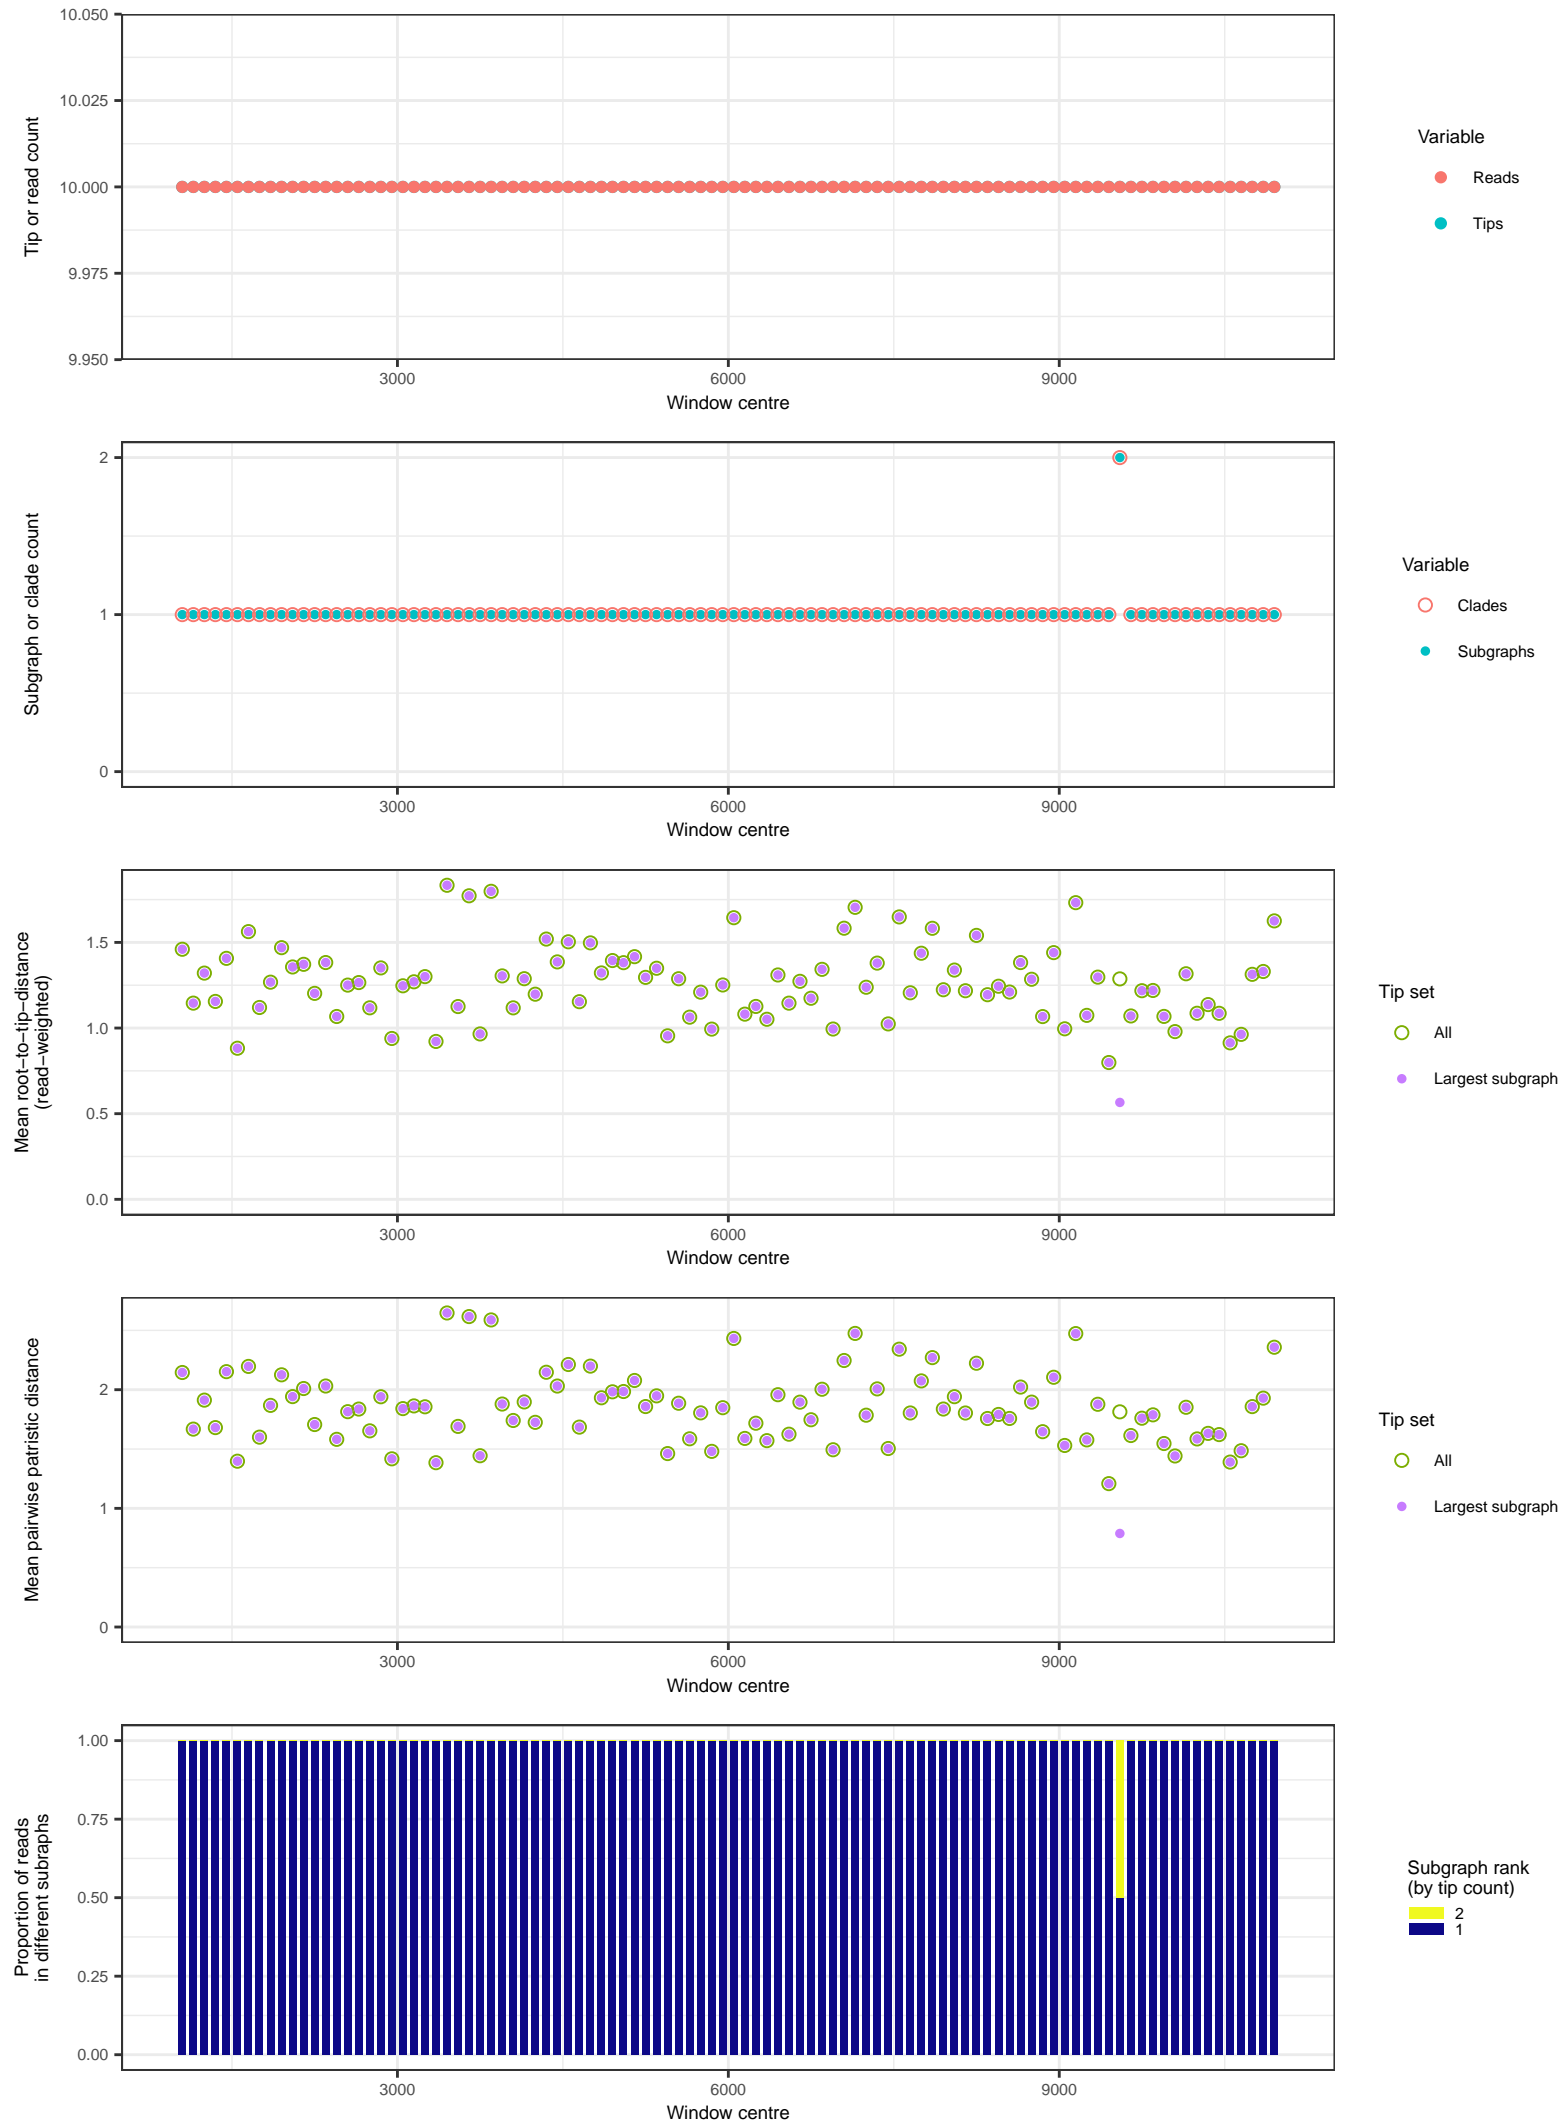 10.050
10.025
10.000
9.975
9.950
Tip or read count
3000 6000 9000
Window centre
Variable
Reads
Tips
2
1
0
Subgraph or clade count
3000 6000 9000
Window centre
Variable
Clades
Subgraphs
1.5
1.0
0.5
0.0
Mean root−to−tip−distance
(read−weighted)
3000 6000 9000
Window centre
Tip set
All
Largest subgraph
2
1
0
Mean pairwise patristic distance
3000 6000 9000
Window centre
Tip set
All
Largest subgraph
1.00
0.75
0.50
0.25
0.00
Proportion of reads
in different subraphs
3000 6000 9000
Window centre
Subgraph rank
(by tip count)
2
1